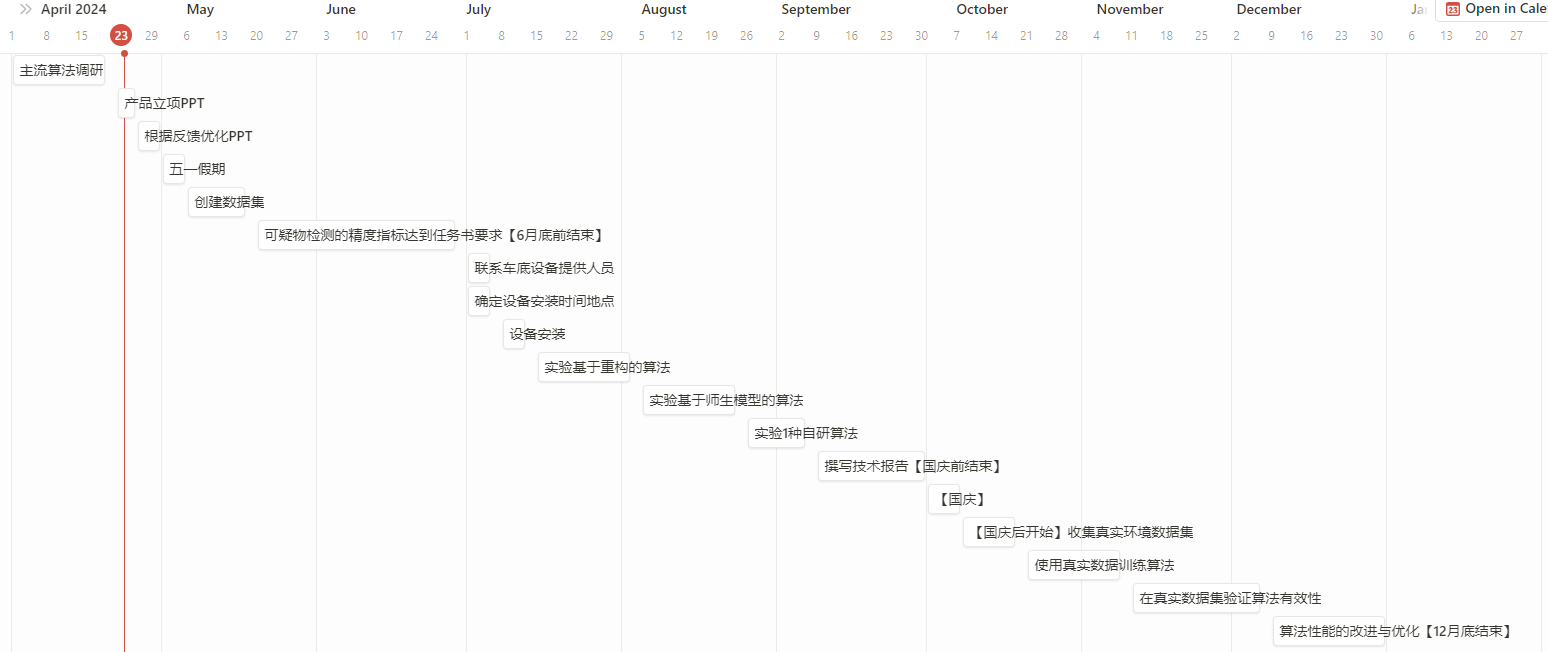 April 2024 May June July August September October November December Ja Open in Cale
1 8 15 23 29 6 13 20 27 3 10 17 24 1 8 15 22 29 5 12 19 26 2 9 16 23 30 7 14 21 28 4 11 18 25 2 9 16 23 30 6 13 20 27
主流算法调研
产品立项PPT
根据反馈优化PPT
五一假期
创建数据集
可疑物检测的精度指标达到任务书要求【6月底前结束】
联系车底设备提供人员
确定设备安装时间地点
设备安装
实验基于重构的算法
实验基于师生模型的算法
实验1种自研算法
撰写技术报告【国庆前结束】
【国庆】
【国庆后开始】收集真实环境数据集
使用真实数据训练算法
在真实数据集验证算法有效性
算法性能的改进与优化【12月底结束】